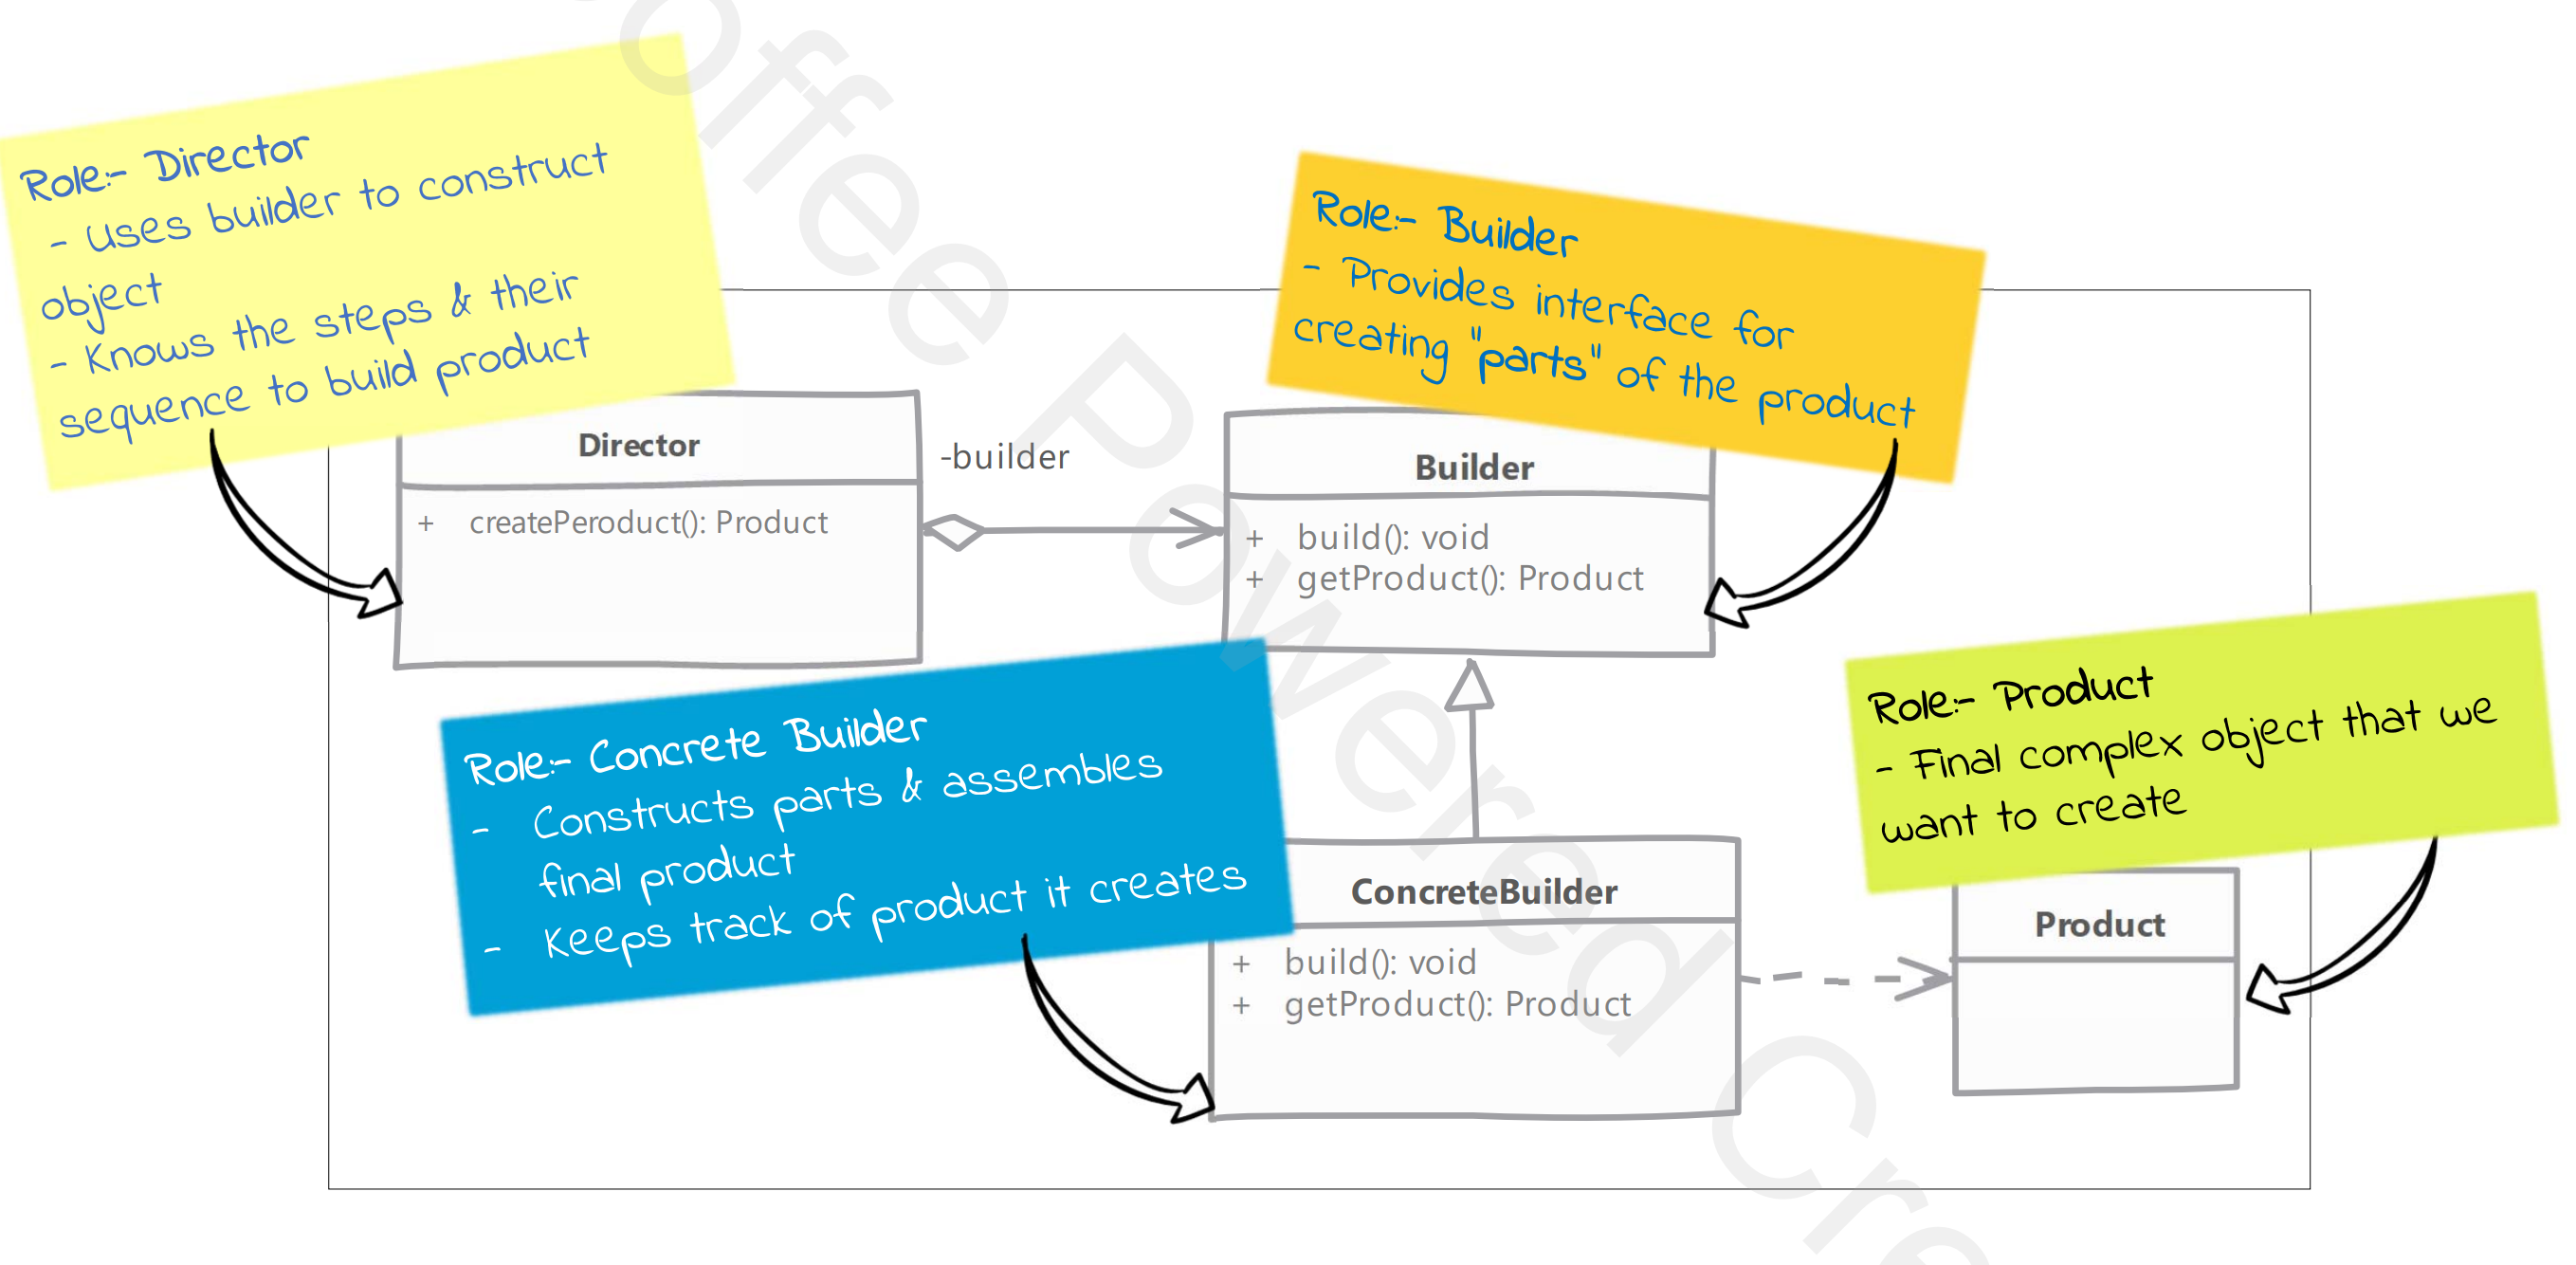 Role:- Director
- uses builder to construct
object
- Knows the steps & their
sequence to build product
Role:- Builder
- Provides interface for
creating "parts" of the product
Director
+ createPeroduct(): Product
-builder
Builder
+ build(): void
+ getProduct(): Product
Role:- Concrete Builder
- Constructs parts & assembles
final product
- Keeps track of product it creates
Role:- Product
- Final complex object that we
want to create
ConcreteBuilder
+ build(): void
+ getProduct(): Product
Product
offee Powered Cre